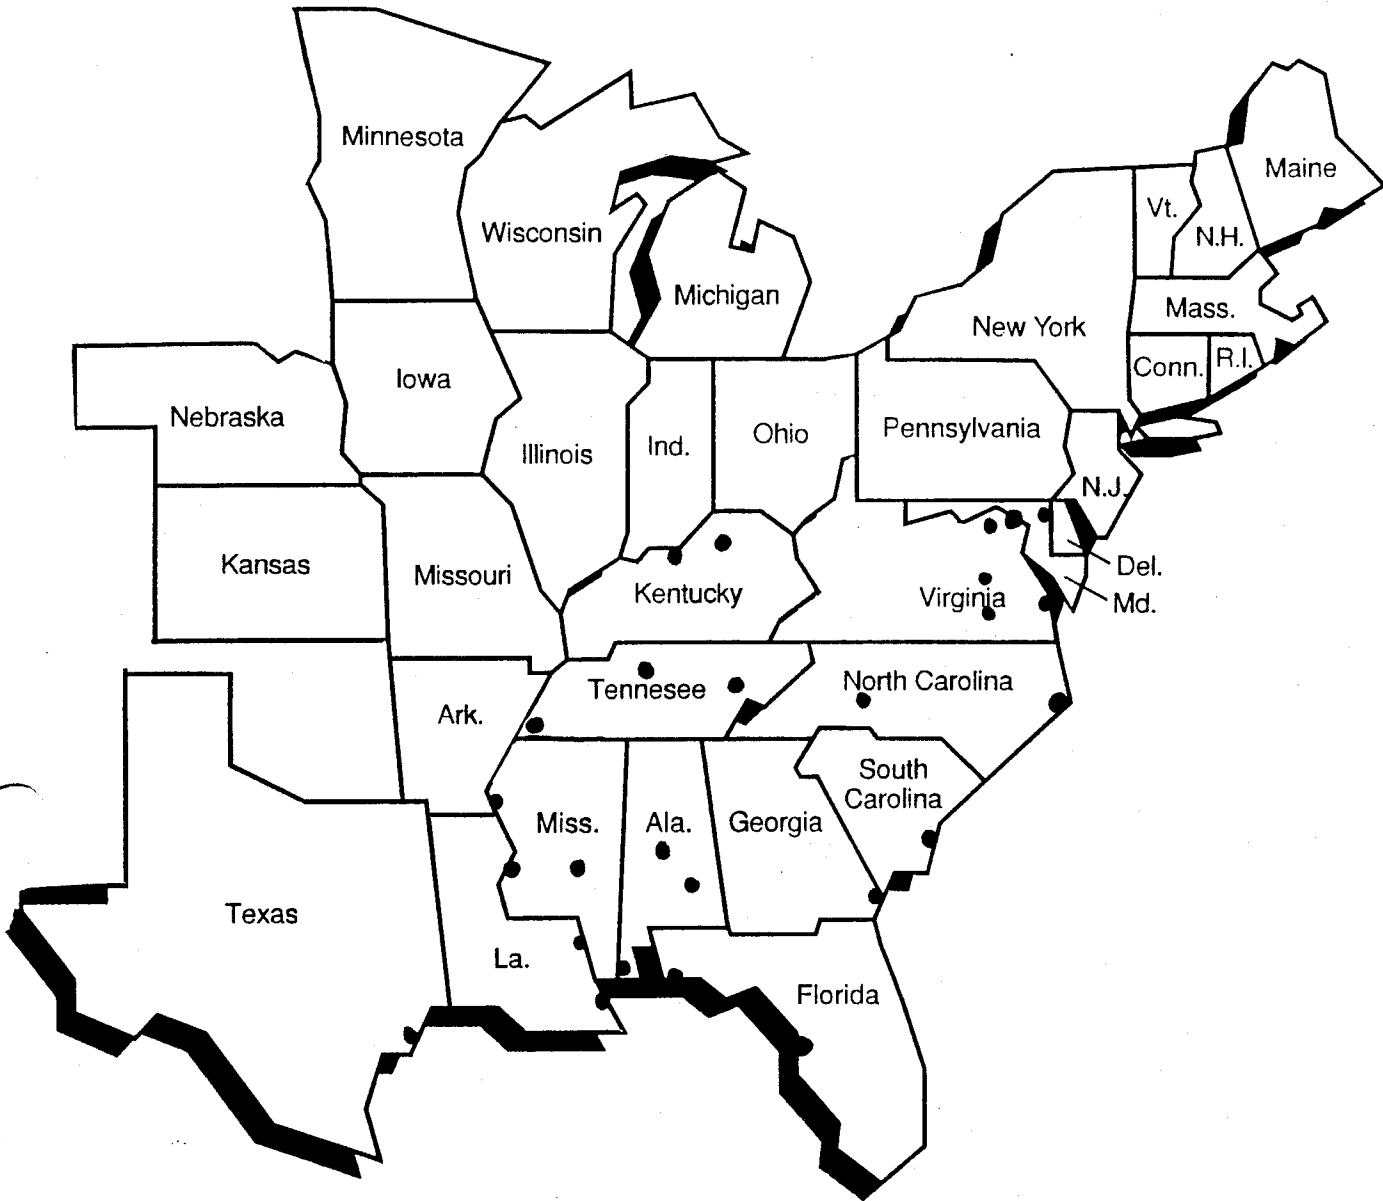 Minnesota
Maine
Vt.
N.H.
Wisconsin
Michigan
Mass.
New York
Conn.
R.I.
Iowa
Nebraska
Pennsylvania
Ohio
Ind.
Illinois
N.J.
Kansas
Missouri
Del.
Kentucky
Virginia
Md.
North Carolina
Tennesee
Ark.
South
Carolina
Miss.
Ala.
Georgia
Texas
La.
Florida